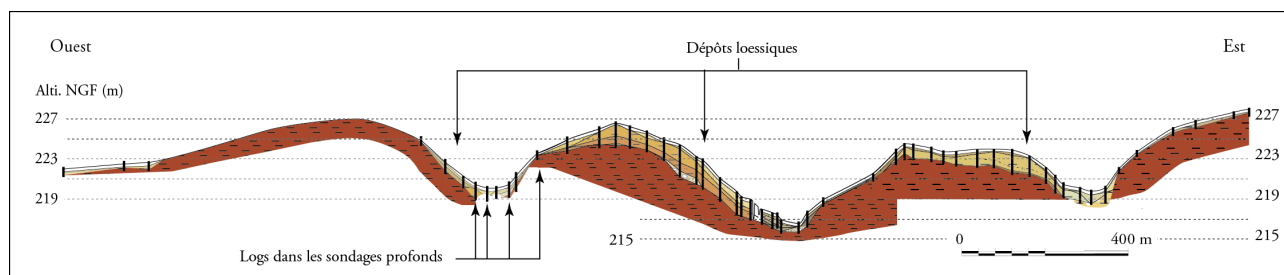 Ouest
Dépôts loessiques
Est
Alti. NGF (m)
227
227
223
223
219
219
215
0
400 m
215
Logs dans les sondages profonds